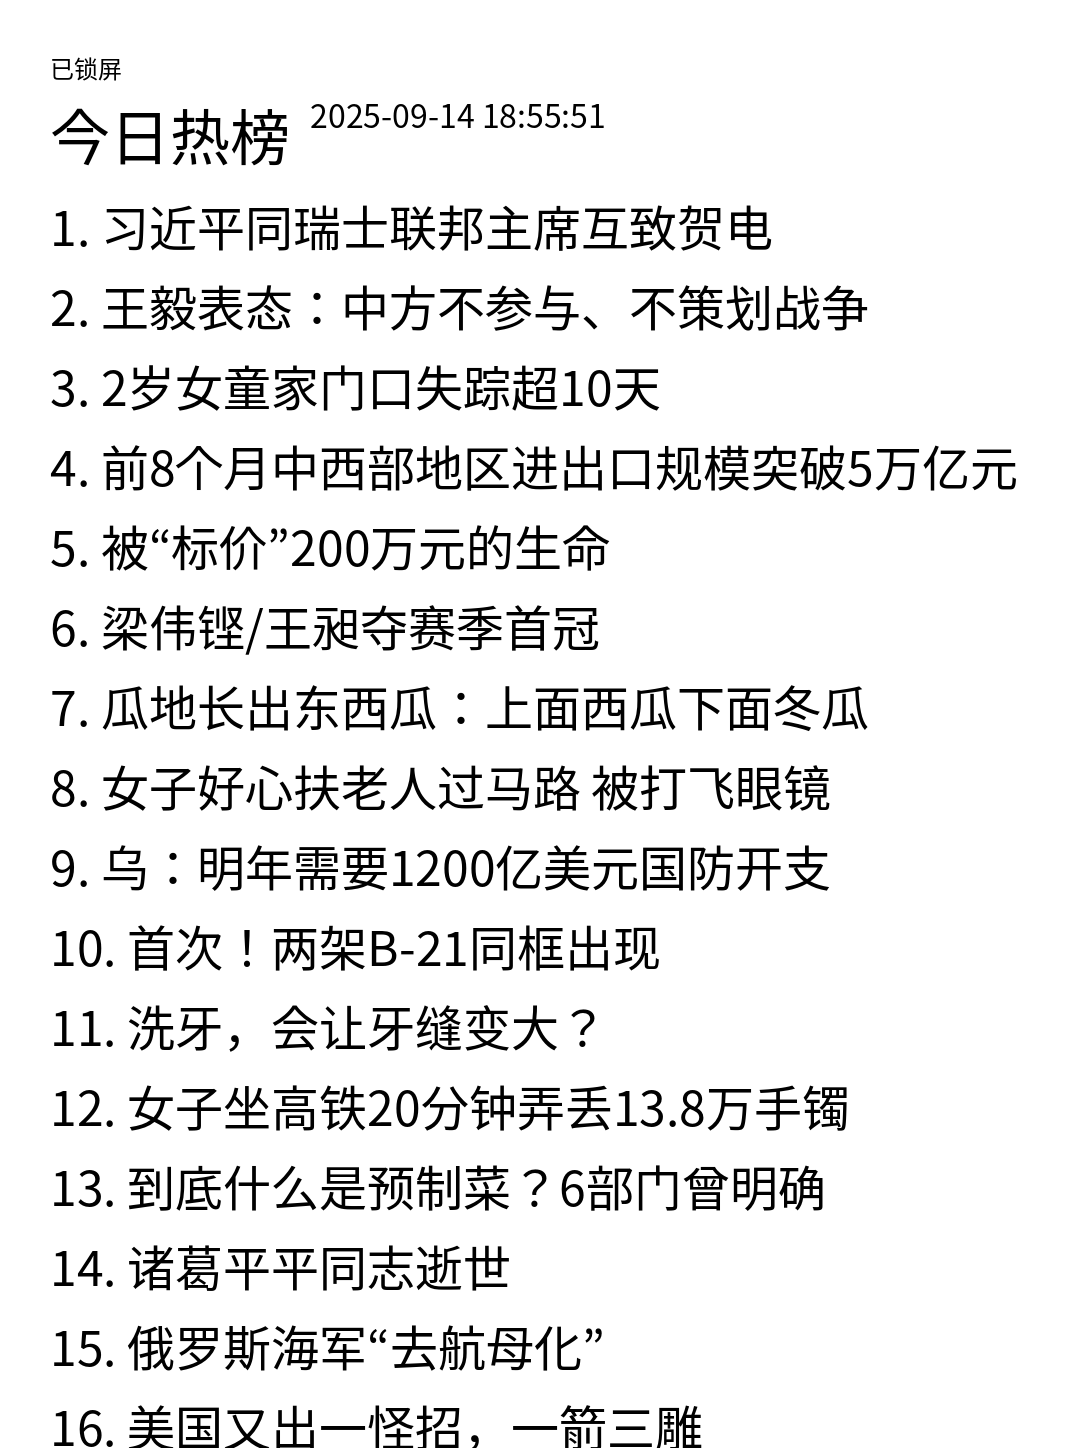 已锁屏
今日热榜 2025-09-14 18:55:51
1. 习近平同瑞士联邦主席互致贺电
2. 王毅表态：中方不参与、不策划战争
3. 2岁女童家门口失踪超10天
4. 前8个月中西部地区进出口规模突破5万亿元
5. 被“标价”200万元的生命
6. 梁伟铿/王昶夺赛季首冠
7. 瓜地长出东西瓜：上面西瓜下面冬瓜
8. 女子好心扶老人过马路 被打飞眼镜
9. 乌：明年需要1200亿美元国防开支
10. 首次！两架B-21同框出现
11. 洗牙，会让牙缝变大？
12. 女子坐高铁20分钟弄丢13.8万手镯
13. 到底什么是预制菜？6部门曾明确
14. 诸葛平平同志逝世
15. 俄罗斯海军“去航母化”
16. 美国又出一怪招，一箭三雕